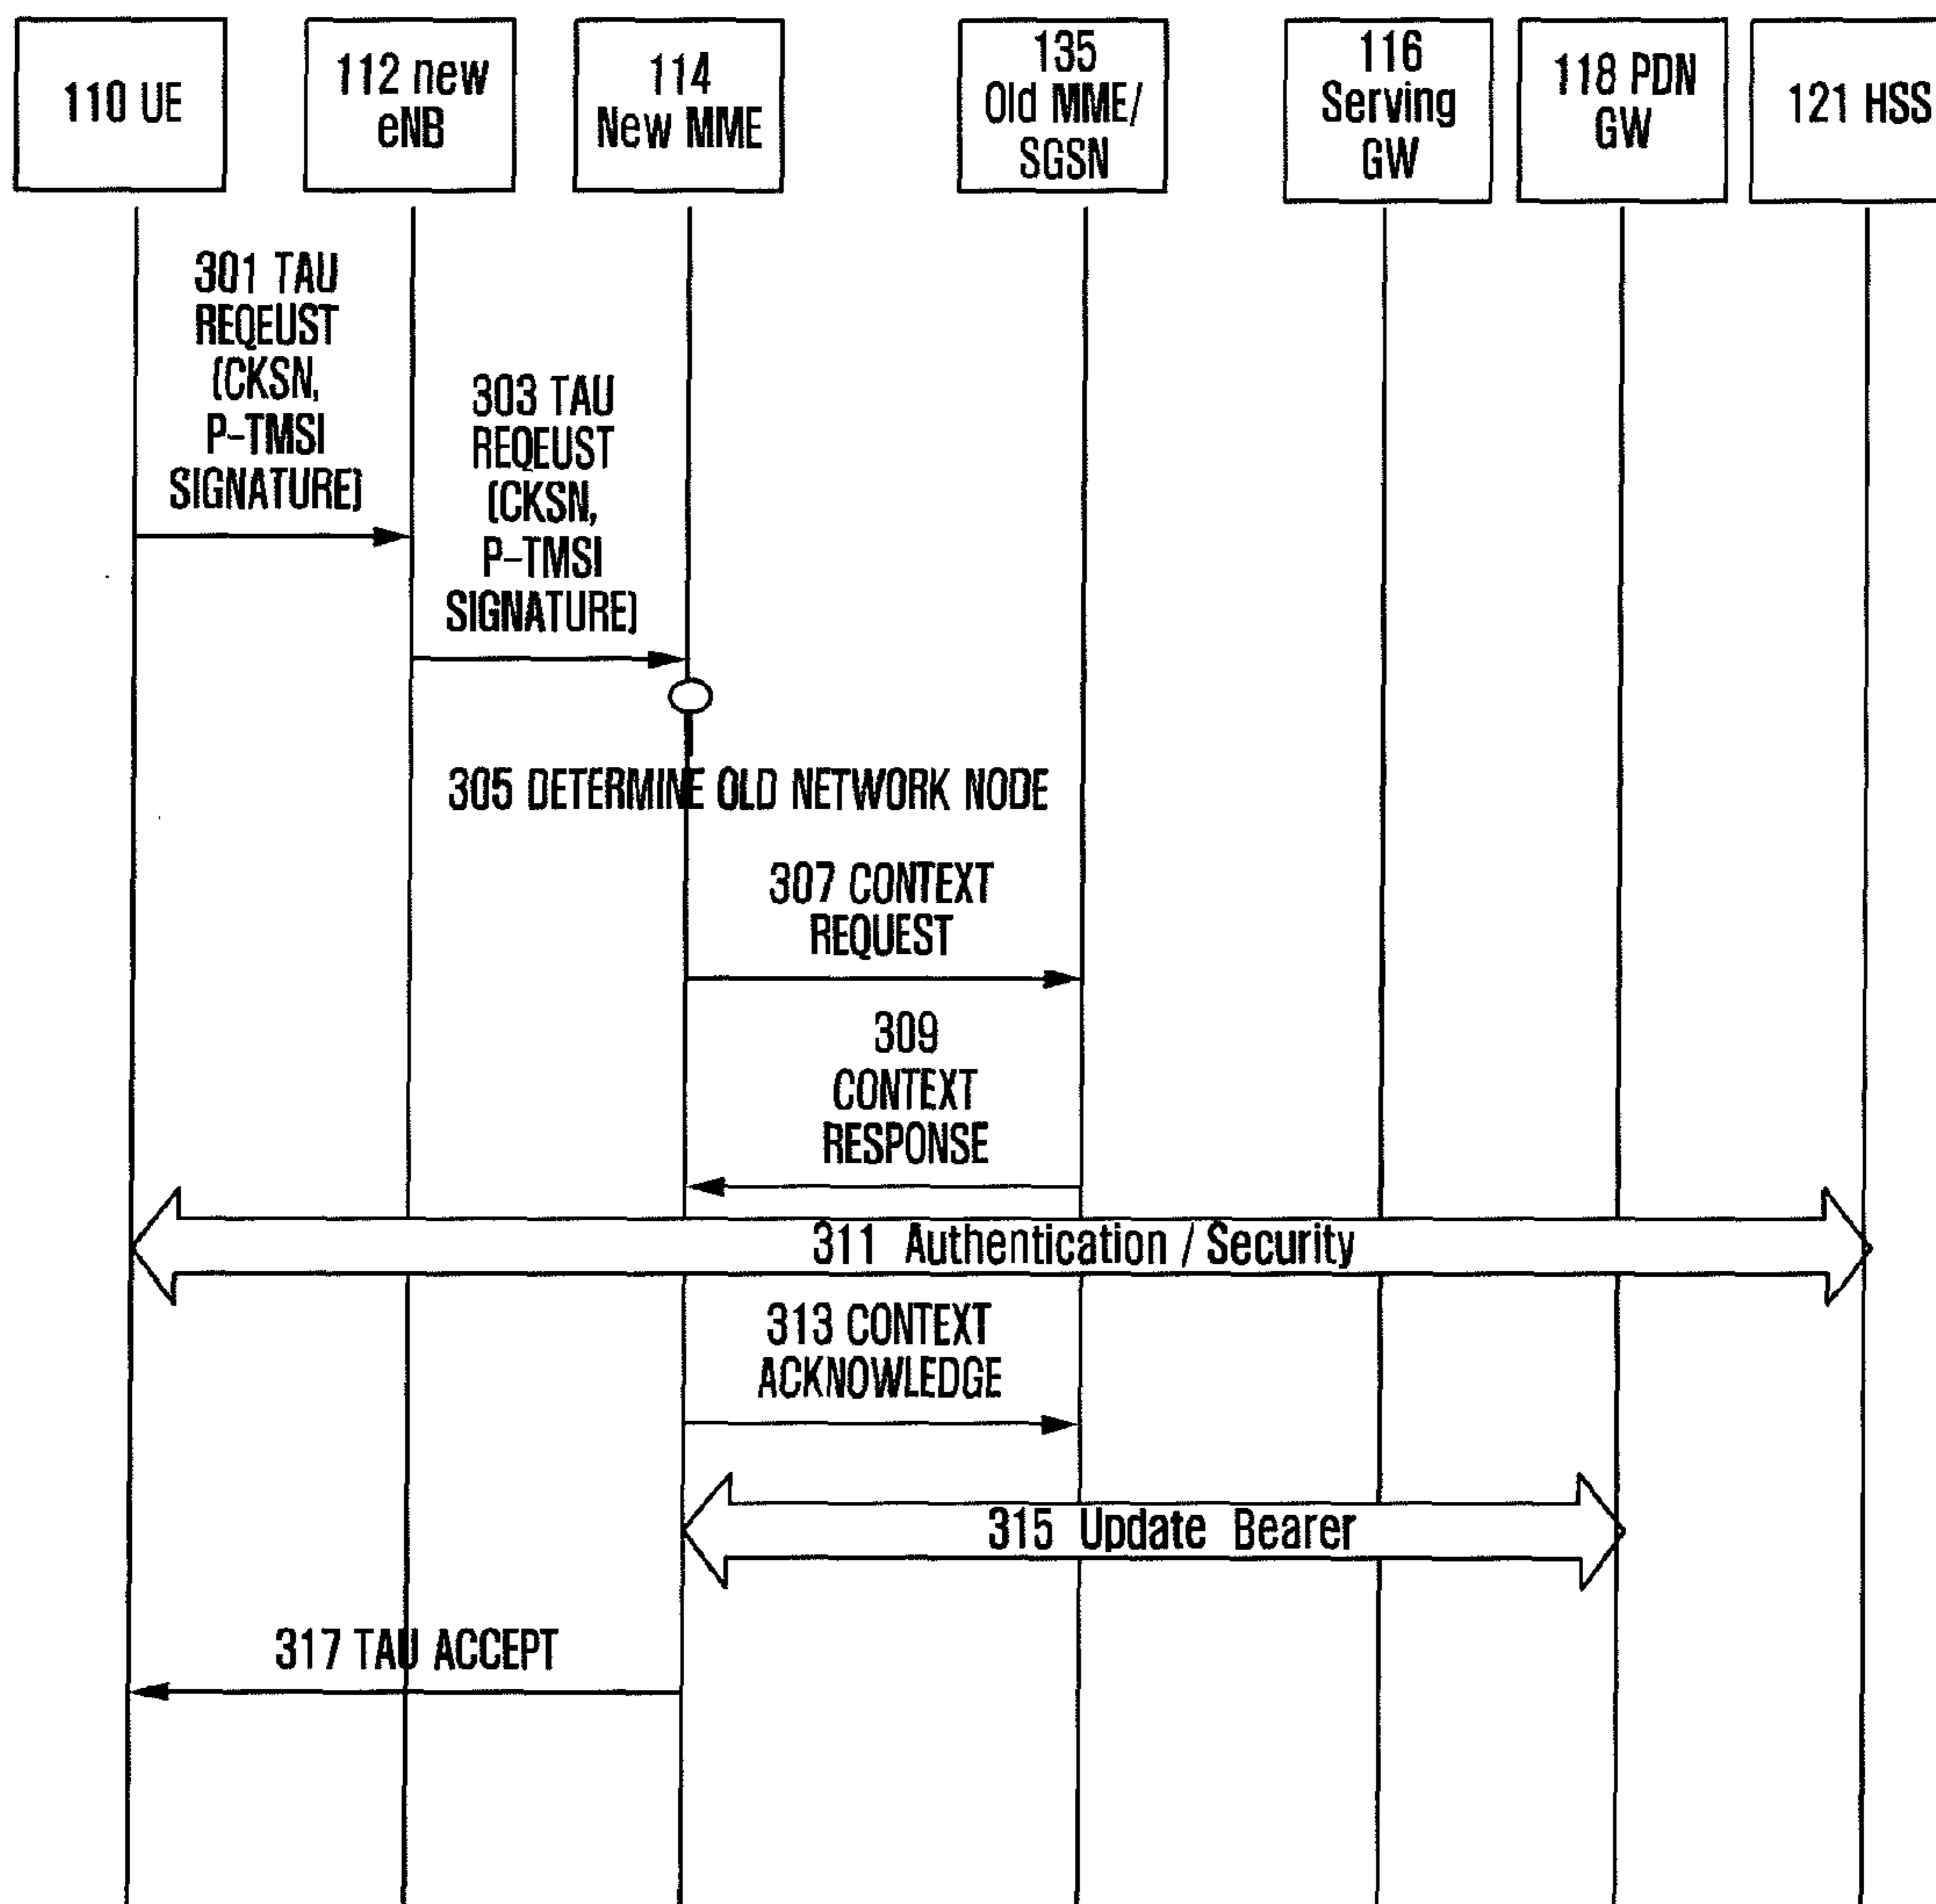 110 UE
112 new
eNB
114
New MME
135
Old MME/
SGSN
116
Serving
GW
118 PDN
GW
121 HSS
301 TAU
REQEUST
(CKSN,
P-TMSI
SIGNATURE)
303 TAU
REQEUST
(CKSN,
P-TMSI
SIGNATURE)
305 DETERMINE OLD NETWORK NODE
307 CONTEXT
REQUEST
309
CONTEXT
RESPONSE
311 Authentication / Security
313 CONTEXT
ACKNOWLEDGE
315 Update Bearer
317 TAU ACCEPT